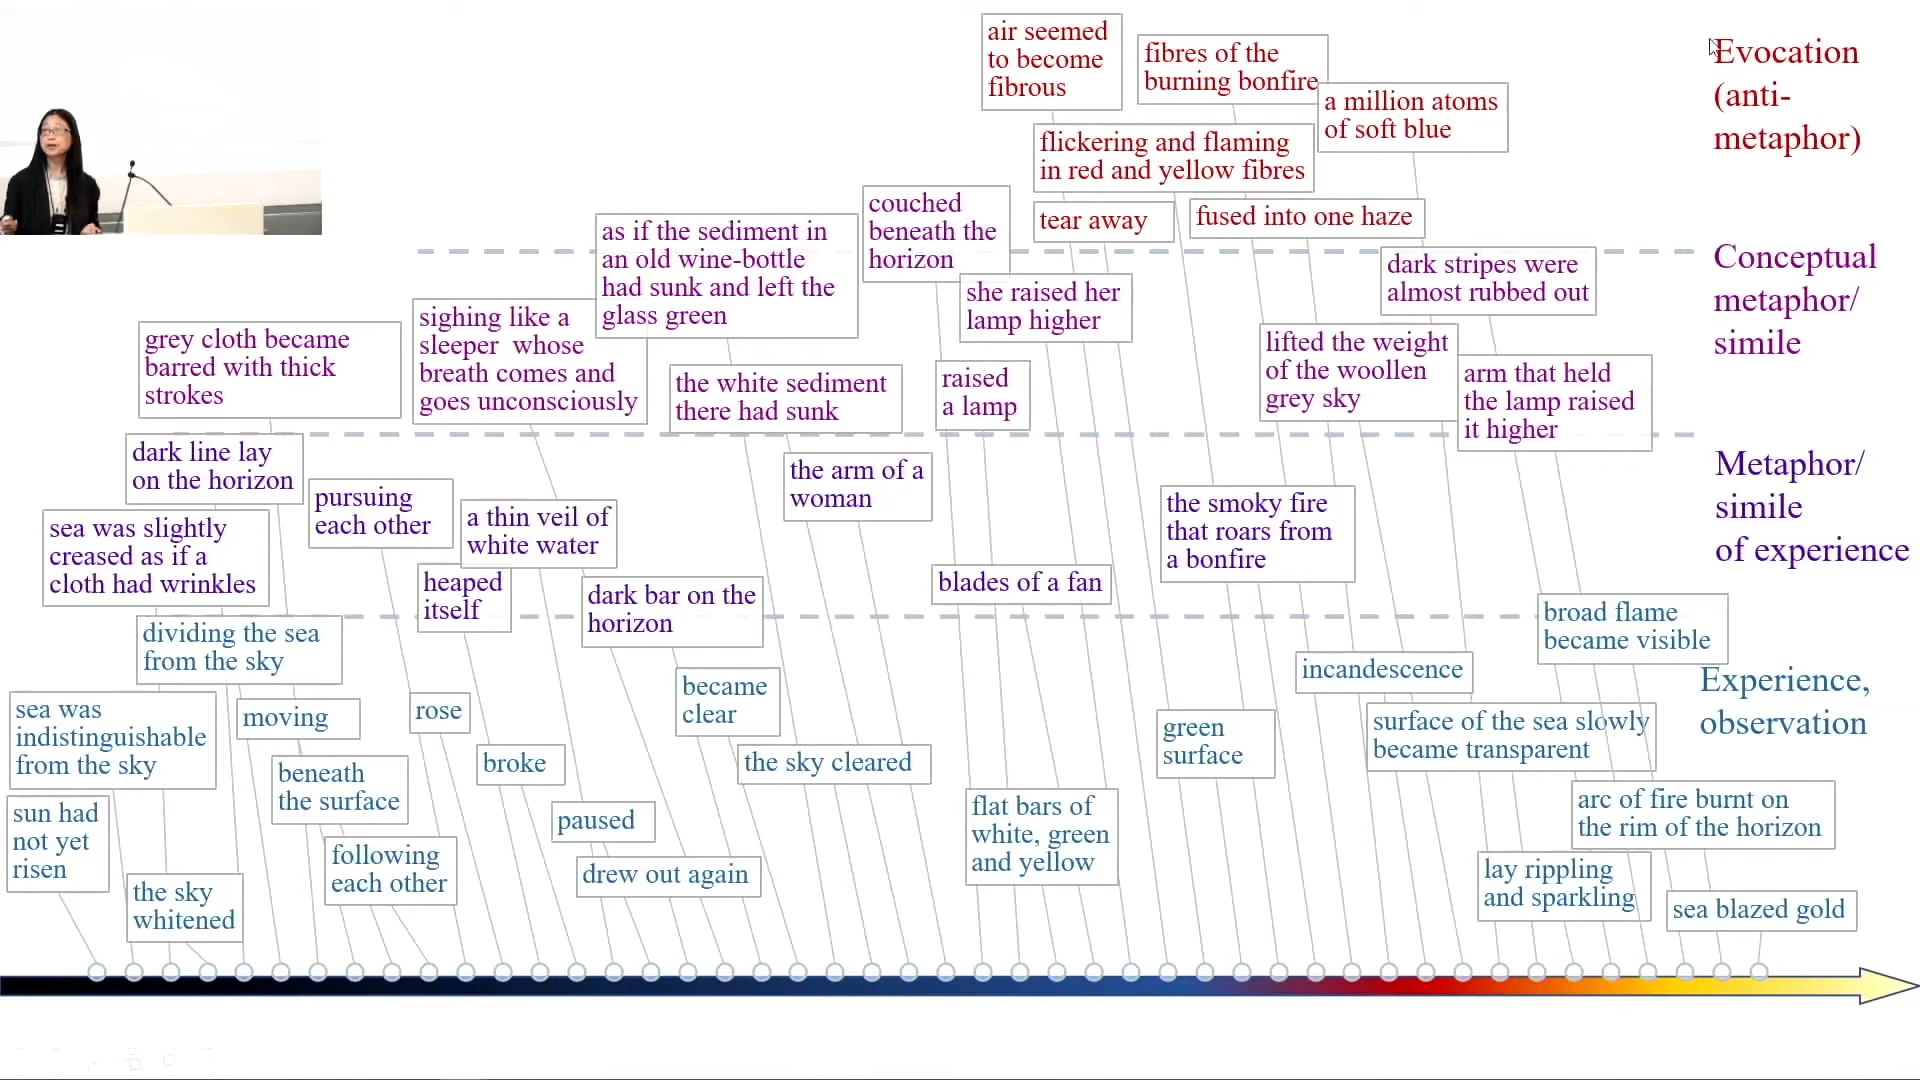 air seemed
to become
fibrous
fibres of the
burning bonfire
a million atoms
of soft blue
flickering and flaming
in red and yellow fibres
tear away
fused into one haze
Evocation
(anti-
metaphor)
couched
beneath the
horizon
as if the sediment in
an old wine-bottle
had sunk and left the
glass green
she raised her
lamp higher
dark stripes were
almost rubbed out
Conceptual
metaphor/
simile
grey cloth became
barred with thick
strokes
sighing like a
sleeper whose
breath comes and
goes unconsciously
the white sediment
there had sunk
raised
a lamp
lifted the weight
of the woollen
grey sky
arm that held
the lamp raised
it higher
dark line lay
on the horizon
sea was slightly
creased as if a
cloth had wrinkles
pursuing
each other
a thin veil of
white water
heaped
itself
dark bar on the
horizon
the arm of a
woman
blades of a fan
the smoky fire
that roars from
a bonfire
Metaphor/
simile
of experience
dividing the sea
from the sky
sea was
indistinguishable
from the sky
sun had
not yet
risen
the sky
whitened
moving
beneath
the surface
following
each other
rose
broke
paused
drew out again
became
clear
the sky cleared
flat bars of
white, green
and yellow
green
surface
incandescence
surface of the sea slowly
became transparent
broad flame
became visible
arc of fire burnt on
the rim of the horizon
lay rippling
and sparkling
sea blazed gold
Experience,
observation